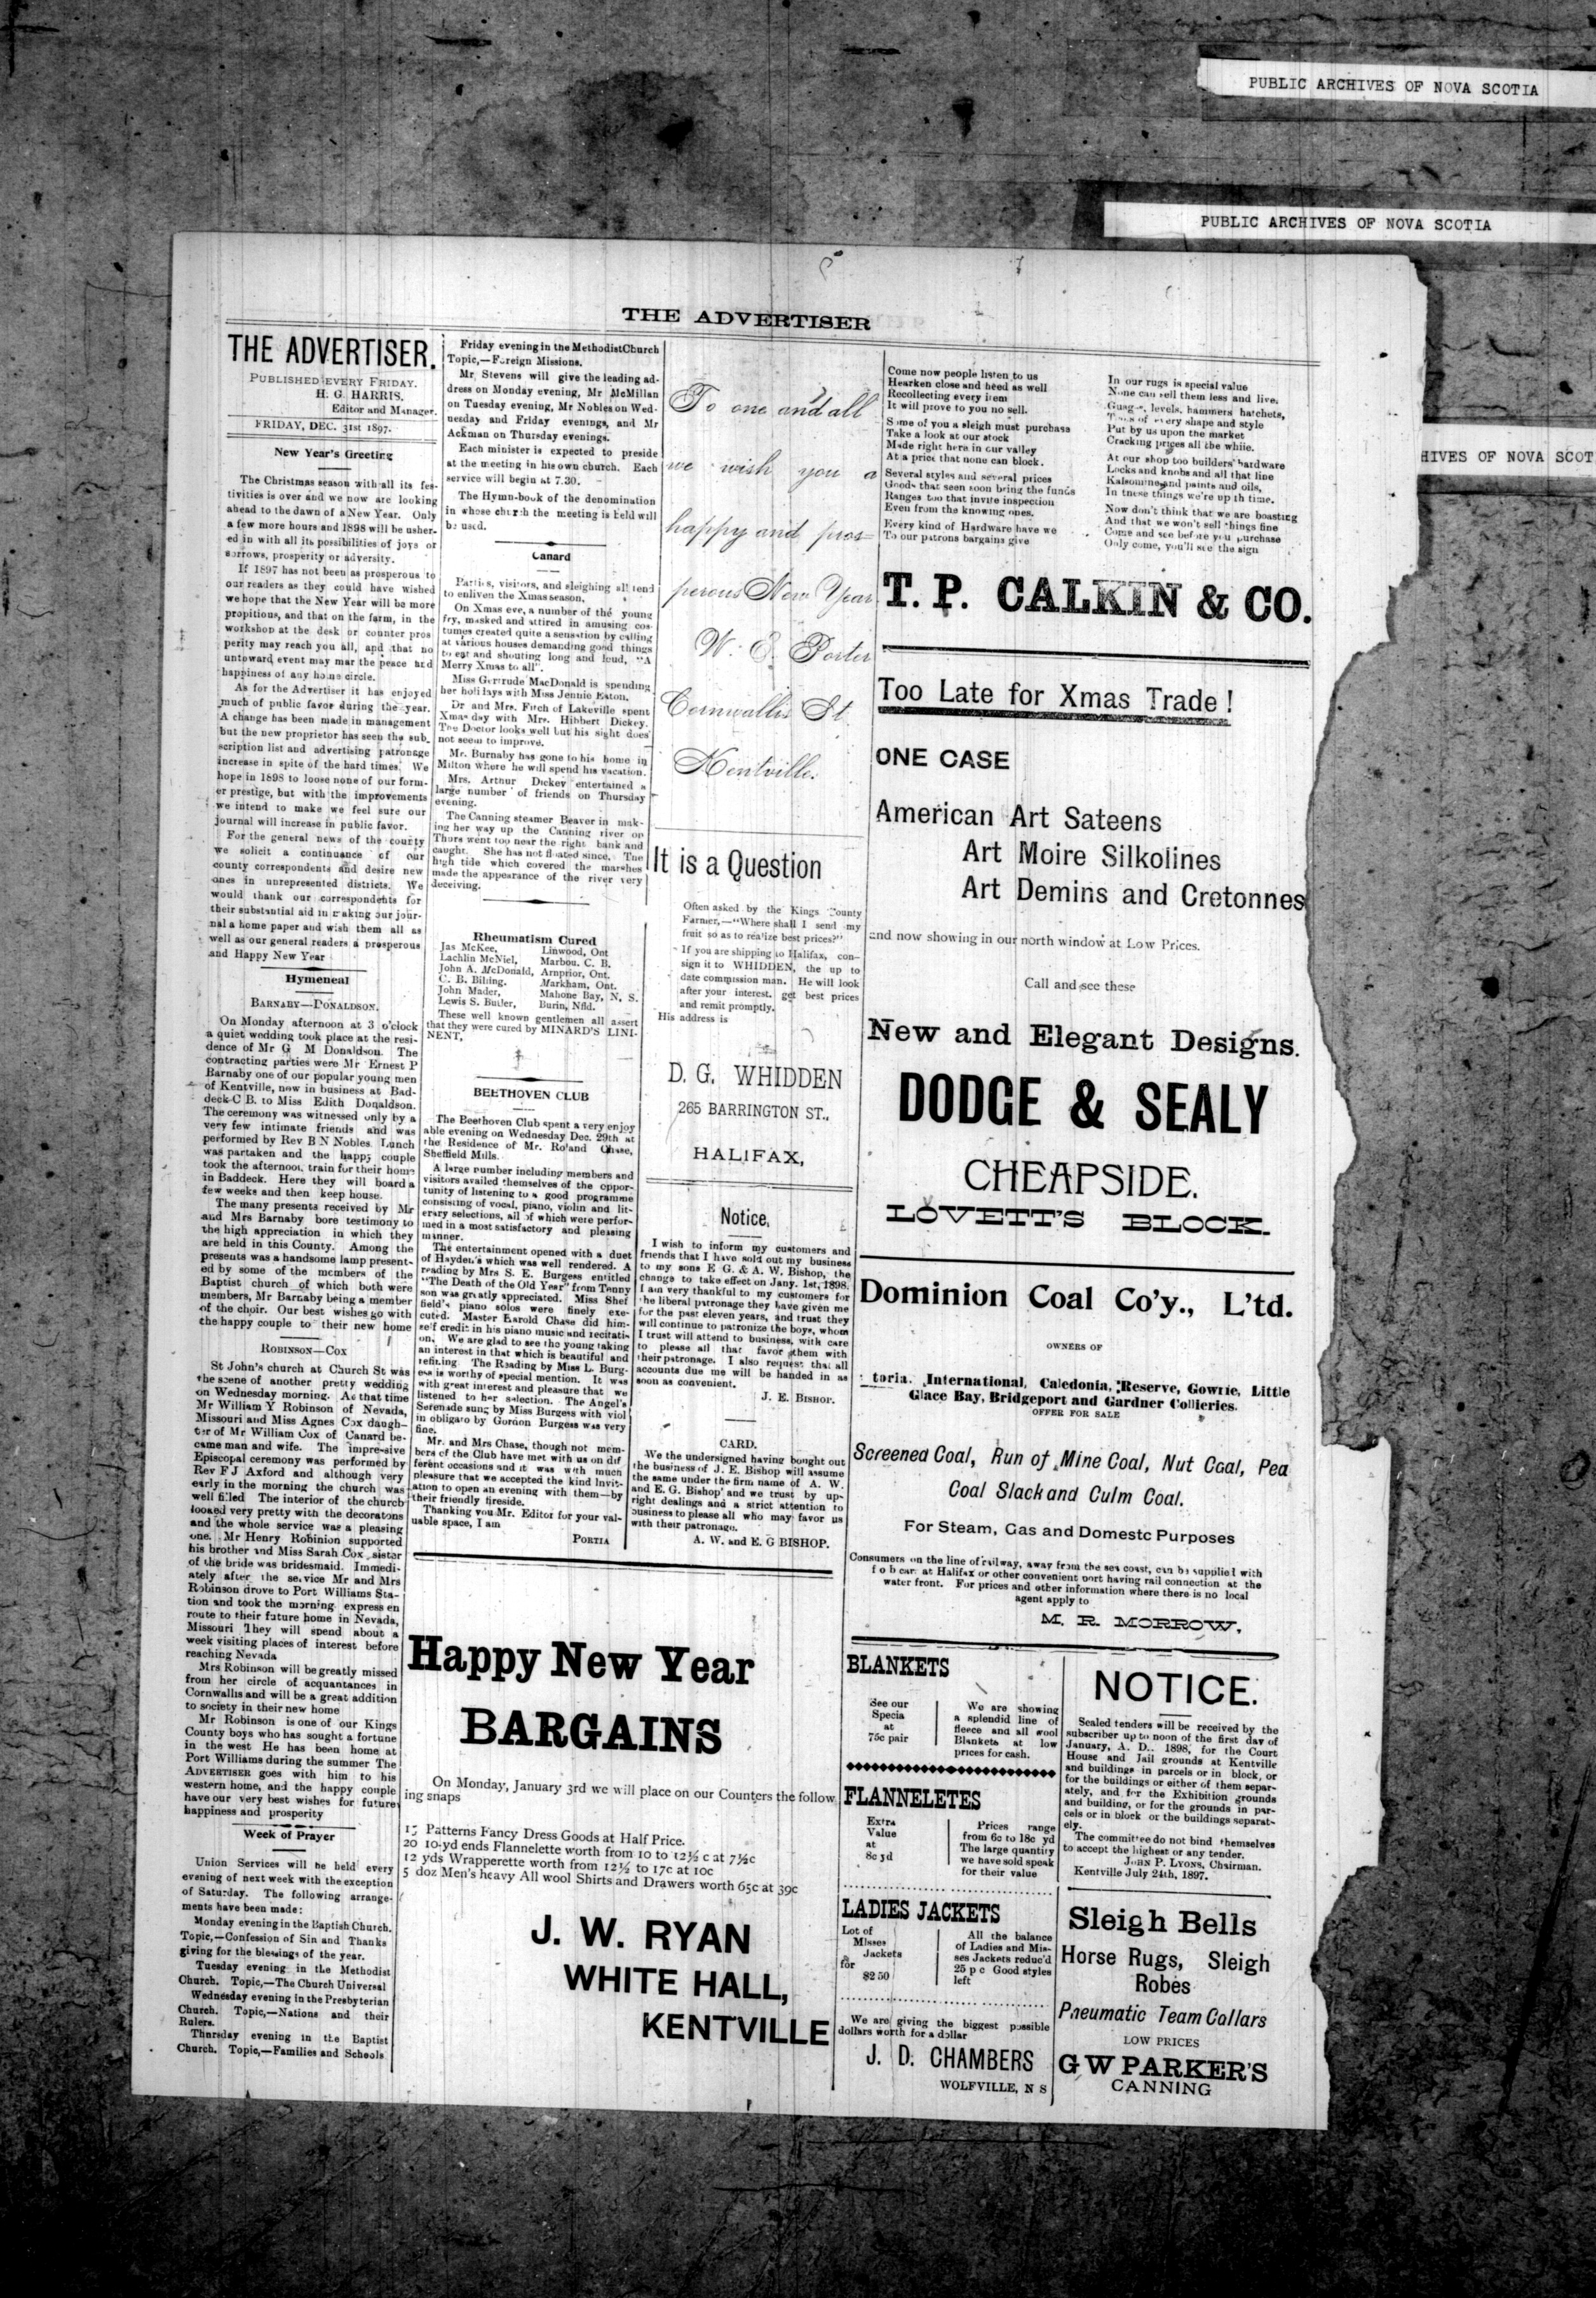 PUBLIC ARCHIVES OF NOVA SCOTIA
PUBLIC ARCHIVES OF NOVA SCOTIA
HIVES OF NOVA SCOT
THE ADVERTISER
THE ADVERTISER.
PUBLISHED EVERY FRIDAY.
H. G. HARRIS,
Editor and Manager.
FRIDAY, DEC. 31st 1897.
New Year's Greeting
The Christmas season with all its fes-
tivities is over and we now are looking
ahead to the dawn of a New Year. Only
a few more hours and 1898 will be usher-
ed in with all its possibilities of joys or
sorrows, prosperity or adversity.
If 1897 has not been as prosperous to
our readers as they could have wished
we hope that the New Year will be more
propitious, and that on the farm, in the
workshop at the desk or counter pros
perity may reach you all, and that no
untoward event may mar the peace and
happiness of any home circle.
As for the Advertiser it has enjoyed
much of public favor during the year.
A change has been made in management
but the new proprietor has seen the sub-
scription list and advertising patronage
increase in spite of the hard times. We
hope in 1898 to loose none of our form-
er prestige, but with the improvements
we intend to make we feel sure our
journal will increase in public favor.
For the general news of the county
we solicit a continuance of our
county correspondents and desire new
ones in unrepresented districts. We
would thank our correspondents for
their substantial aid in making our jour-
nal a home paper and wish them all as
well as our general readers a prosperous
and Happy New Year
Hymeneal
BARNABY—DONALDSON.
On Monday afternoon at 3 o'clock
a quiet wedding took place at the resi-
dence of Mr G M Donaldson. The
contracting parties were Mr Ernest P
Barnaby one of our popular young men
of Kentville, now in business at Bad-
deck C B. to Miss Edith Donaldson.
The ceremony was witnessed only by a
very few intimate friends and was
performed by Rev B N Nobles. Lunch
was partaken and the happy couple
took the afternoon train for their home
in Baddeck. Here they will board a
few weeks and then keep house.
The many presents received by Mr
and Mrs Barnaby bore testimony to
the high appreciation in which they
are held in this County. Among the
presents was a handsome lamp present-
ed by some of the members of the
Baptist church of which both were
members, Mr Barnaby being a member
of the choir. Our best wishes go with
the happy couple to their new home
ROBINSON—COX
St John's church at Church St was
the scene of another pretty wedding
on Wednesday morning. At that time
Mr William Y Robinson of Nevada,
Missouri and Miss Agnes Cox daugh-
ter of Mr William Cox of Canard be-
came man and wife. The impressive
Episcopal ceremony was performed by
Rev F J Axford and although very
early in the morning the church was
well filled The interior of the church
looked very pretty with the decoratons
and the whole service was a pleasing
one. Mr Henry Robinion supported
his brother and Miss Sarah Cox sister
of the bride was bridesmaid. Immedi-
ately after the service Mr and Mrs
Robinson drove to Port Williams Sta-
tion and took the morning express en
route to their future home in Nevada,
Missouri They will spend about a
week visiting places of interest before
reaching Nevada
Mrs Robinson will be greatly missed
from her circle of acquantances in
Cornwallis and will be a great addition
to society in their new home
Mr Robinson is one of our Kings
County boys who has sought a fortune
in the west He has been home at
Port Williams during the summer The
ADVERTISER goes with him to his
western home, and the happy couple
have our very best wishes for future
happiness and prosperity
Week of Prayer
Union Services will be held every
evening of next week with the exception
of Saturday. The following arrange-
ments have been made:
Monday evening in the Baptish Church.
Topic,—Confession of Sin and Thanks
giving for the blessings of the year.
Tuesday evening in the Methodist
Church. Topic,—The Church Universal
Wednesday evening in the Presbyterian
Church. Topic,—Nations and their
Rulers.
Thursday evening in the Baptist
Church. Topic,—Families and Schools
Friday evening in the Methodist Church
Topic,—Foreign Missions.
Mr. Stevens will give the leading ad-
dress on Monday evening, Mr McMillan
on Tuesday evening, Mr Nobles on Wed-
nesday and Friday evenings, and Mr
Ackman on Thursday evenings.
Each minister is expected to preside
at the meeting in his own church. Each
service will begin at 7.30.
The Hymn-book of the denomination
in whose church the meeting is held will
be used.
Canard
Parties, visitors, and sleighing all tend
to enliven the Xmas season.
On Xmas eve, a number of the young
fry, masked and attired in amusing cos-
tumes created quite a sensation by calling
at various houses demanding good things
to eat and shouting long and loud, "A
Merry Xmas to all".
Miss Gertrude MacDonald is spending
her holilays with Miss Jennie Eaton.
Dr and Mrs. Fitch of Lakeville spent
Xmas day with Mrs. Hibbert Dickey.
The Doctor looks well but his sight does
not seem to improve.
Mr. Burnaby has gone to his home in
Milton where he will spend his vacation.
Mrs. Arthur Dickey entertained a
large number of friends on Thursday
evening.
The Canning steamer Beaver in mak-
ing her way up the Canning river on
Thurs went too near the right bank and
caught. She has not floated since. The
high tide which covered the marshes
made the appearance of the river very
deceiving.
Rheumatism Cured
Jas McKee, Linwood, Ont
Lachlin McNiel, Marbou. C. B.
John A. McDonald, Arnprior, Ont.
C. B. Billing. Markham, Ont.
John Mader, Mahone Bay, N. S.
Lewis S. Butler, Burin, Nfld.
These well known gentlemen all assert
that they were cured by MINARD'S LINI-
NENT,
BEETHOVEN CLUB
The Beethoven Club spent a very enjoy
able evening on Wednesday Dec. 29th at
the Residence of Mr. Roland Chase,
Sheffield Mills.
A large number including members and
visitors availed themselves of the oppor-
tunity of listening to a good programme
consisting of vocal, piano, violin and lit-
erary selections, all of which were perfor-
med in a most satisfactory and pleasing
manner.
The entertainment opened with a duet
of Hayden's which was well rendered. A
reading by Mrs S. E. Burgess entitled
"The Death of the Old Year" from Tenny
son was greatly appreciated. Miss Shef
field's piano solos were finely exe-
cuted. Master Harold Chase did him-
self credit in his piano music and recitati-
on. We are glad to see the young taking
an interest in that which is beautiful and
refining The Reading by Miss L. Burg-
ess is worthy of special mention. It was
with great interest and pleasure that we
listened to her selection. The Angel's
Serenade sung by Miss Burgess with viol
in obligato by Gordon Burgess was very
fine.
Mr. and Mrs Chase, though not mem-
bers of the Club have met with us on dif
ferent occasions and it was with much
pleasure that we accepted the kind Invit-
ation to open an evening with them—by
their friendly fireside.
Thanking you Mr. Editor for your val-
uable space, I am
PORTIA
To one and all
we wish you a
happy and pros=
perous New Year
W. E. Porter
Cornwallis St.
Kentville.
It is a Question
Often asked by the Kings County
Farmer,—"Where shall I send my
fruit so as to realize best prices?"
If you are shipping to Halifax, con-
sign it to WHIDDEN, the up to
date commission man. He will look
after your interest. get best prices
and remit promptly.
His address is
D. G. WHIDDEN
265 BARRINGTON ST.,
HALIFAX,
Notice,
I wish to inform my customers and
friends that I have sold out my business
to my sons E G. & A. W. Bishop, the
change to take effect on Jany. 1st, 1898.
I am very thankful to my customers for
the liberal patronage they have given me
for the past eleven years, and trust they
will continue to patronize the boys, whom
I trust will attend to business, with care
to please all that favor them with
their patronage. I also request that all
accounts due me will be handed in as
soon as convenient.
J. E. BISHOP.
CARD.
We the undersigned having bought out
the business of J. E. Bishop will assume
the same under the firm name of A. W.
and E. G. Bishop' and we trust by up-
right dealings and a strict attention to
business to please all who may favor us
with their patronage.
A. W. and E. G BISHOP.
Happy New Year
BARGAINS
On Monday, January 3rd we will place on our Counters the follow
ing snaps
15 Patterns Fancy Dress Goods at Half Price.
20 10-yd ends Flannelette worth from 10 to 12½ c at 7½c
12 yds Wrapperette worth from 12½ to 17c at 10c
5 doz Men's heavy All wool Shirts and Drawers worth 65c at 39c
J. W. RYAN
WHITE HALL,
KENTVILLE
Come now people listen to us
Hearken close and heed as well
Recollecting every item
It will prove to you no sell.
Some of you a sleigh must purchase
Take a look at our stock
Made right here in our valley
At a price that none can block.
Several styles and several prices
Goods that seen soon bring the funds
Ranges too that invite inspection
Even from the knowing ones.
Every kind of Hardware have we
To our patrons bargains give
In our rugs is special value
None can sell them less and live.
levels, hammers hatchets,
of every shape and style
Put by us upon the market
Cracking prices all the while.
At our shop too builders' hardware
Locks and knobs and all that line
Kalsomine and paints and oils,
In these things we're up th time.
Now don't think that we are boasting
And that we won't sell things fine
Come and see before you purchase
Only come, you'll see the sign
T. P. CALKIN & CO.
Too Late for Xmas Trade!
ONE CASE
American Art Sateens
Art Moire Silkolines
Art Demins and Cretonnes
and now showing in our north window at Low Prices.
Call and see these
New and Elegant Designs.
DODGE & SEALY
CHEAPSIDE.
LOVETT'S BLOCK.
Dominion Coal Co'y., L'td.
OWNERS OF
toria. International, Caledonia, Reserve, Gowrie, Little
Glace Bay, Bridgeport and Gardner Collieries.
OFFER FOR SALE
Screened Coal, Run of Mine Coal, Nut Coal, Pea
Coal Slack and Culm Coal.
For Steam, Gas and Domestc Purposes
Consumers on the line of railway, away from the sea coast, can be supplied with
f o b cars at Halifax or other convenient port having rail connection at the
water front. For prices and other information where there is no local
agent apply to
M. R. MORROW,
BLANKETS
See our
Specia
at
75c pair
We are showing
a splendid line of
fleece and all wool
Blankets at low
prices for cash.
FLANNELETES
Extra
Value
at
8c yd
Prices range
from 6c to 18c yd
The large quantity
we have sold speak
for their value
LADIES JACKETS
Lot of
Misses
Jackets
for
$2 50
All the balance
of Ladies and Mis-
ses Jackets reduc'd
25 p c Good styles
left
We are giving the biggest possible
dollars worth for a dollar
J. D. CHAMBERS
WOLFVILLE, N S
NOTICE.
Sealed tenders will be received by the
subscriber up to noon of the first day of
January, A. D.. 1898, for the Court
House and Jail grounds at Kentville
and buildings in parcels or in block, or
for the buildings or either of them separ-
ately, and for the Exhibition grounds
and building, or for the grounds in par-
cels or in block or the buildings separat-
ely.
The committee do not bind themselves
to accept the highest or any tender.
JOHN P. LYONS, Chairman.
Kentville July 24th, 1897.
Sleigh Bells
Horse Rugs, Sleigh
Robes
Pneumatic Team Collars
LOW PRICES
G W PARKER'S
CANNING